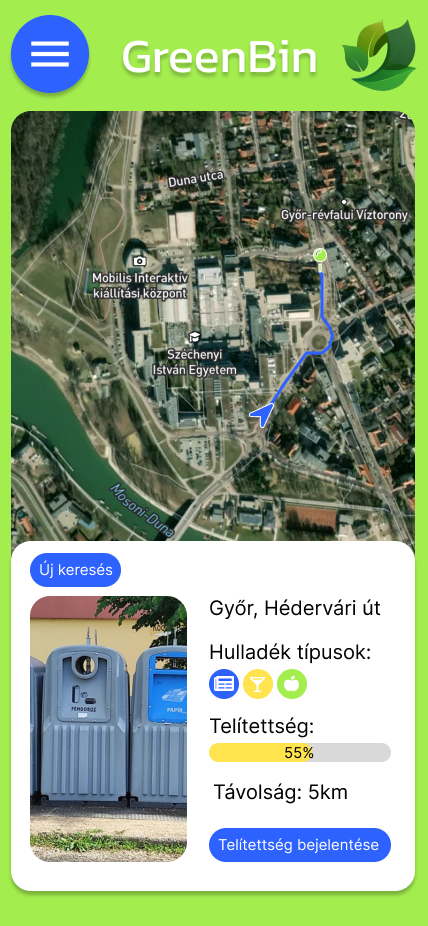 GreenBin
Duna utca
Győr-révfalui Víztorony
Mobilis Interaktív
kiállítási központ
Széchenyi
István Egyetem
Mosoni-Duna
Új keresés
Győr, Hédervári út
Hulladék típusok:
Telítettség:
55%
Távolság: 5km
Telítettség bejelentése
FÉMDOBOZ
PAPÍR